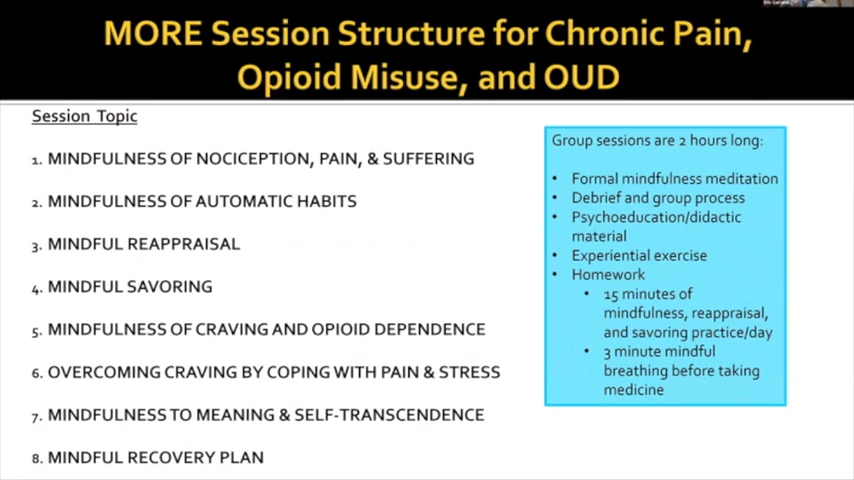 MORE Session Structure for Chronic Pain,
Opioid Misuse, and OUD
Session Topic
1. MINDFULNESS OF NOCICEPTION, PAIN, & SUFFERING
2. MINDFULNESS OF AUTOMATIC HABITS
3. MINDFUL REAPPRAISAL
4. MINDFUL SAVORING
5. MINDFULNESS OF CRAVING AND OPIOID DEPENDENCE
6. OVERCOMING CRAVING BY COPING WITH PAIN & STRESS
7. MINDFULNESS TO MEANING & SELF-TRANSCENDENCE
8. MINDFUL RECOVERY PLAN
Group sessions are 2 hours long:
• Formal mindfulness meditation
• Debrief and group process
• Psychoeducation/didactic
material
• Experiential exercise
• Homework
• 15 minutes of
mindfulness, reappraisal,
and savoring practice/day
• 3 minute mindful
breathing before taking
medicine